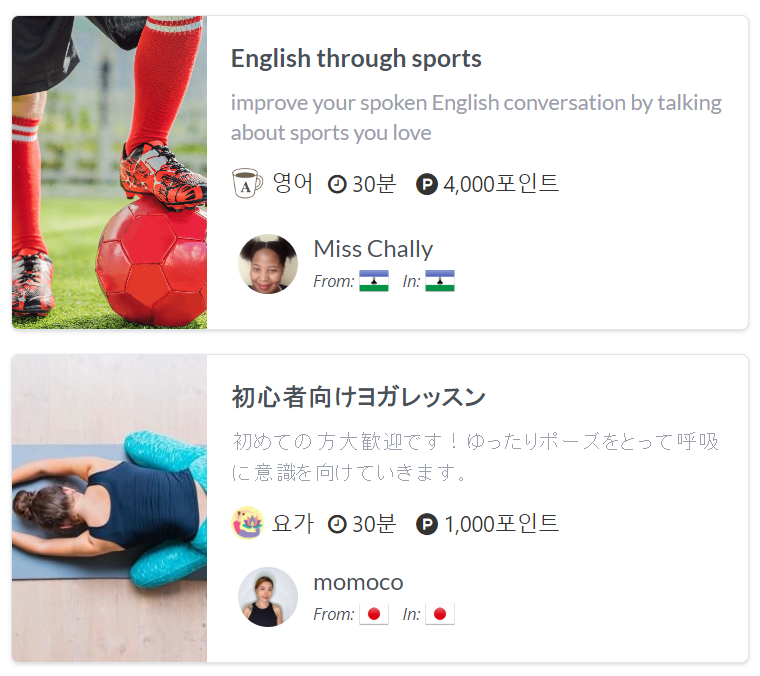 English through sports
improve your spoken English conversation by talking
about sports you love
A 영어 30분 P 4,000포인트
Miss Chally
From: In:
初心者向けヨガレッスン
初めての方大歓迎です！ゆったりポーズをとって呼吸
に意識を向けていきます。
요가 30분 P 1,000포인트
momoco
From: In: